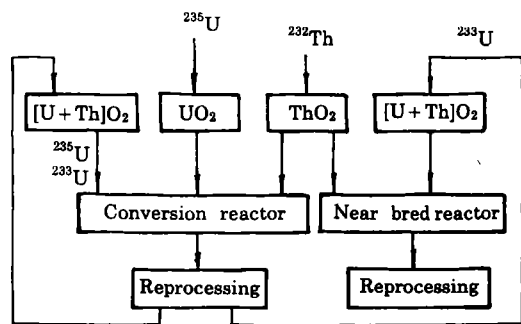 ²³⁵U
²³²Th
²³³U
[U+Th]O₂
UO₂
ThO₂
[U+Th]O₂
²³⁵U
²³³U
Conversion reactor
Near bred reactor
Reprocessing
Reprocessing